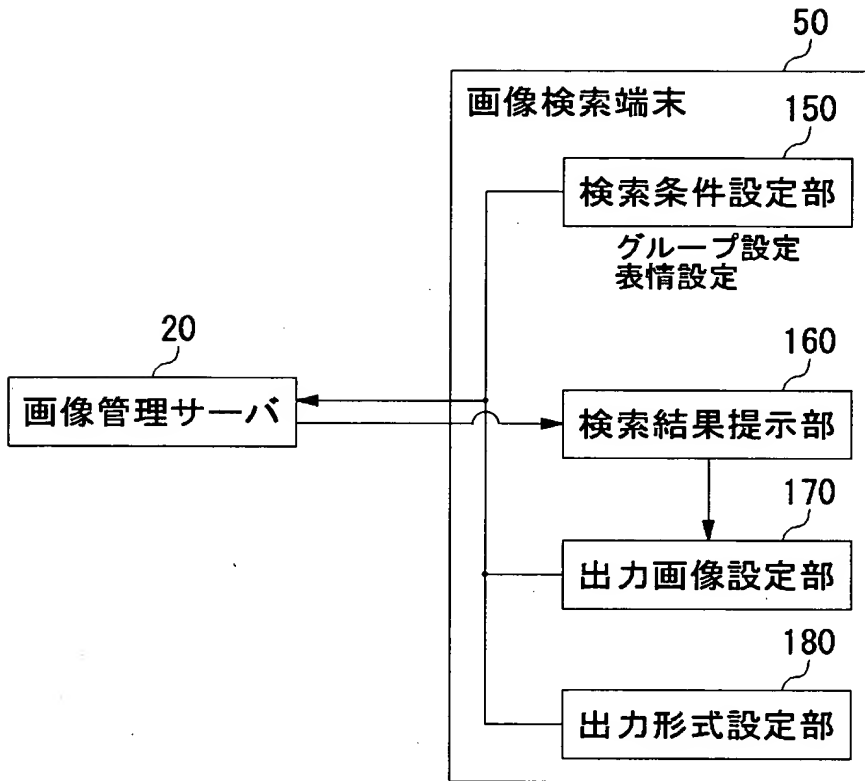 50
画像検索端末
150
検索条件設定部
グループ設定
表情設定
20
画像管理サーバ
160
検索結果提示部
170
出力画像設定部
180
出力形式設定部